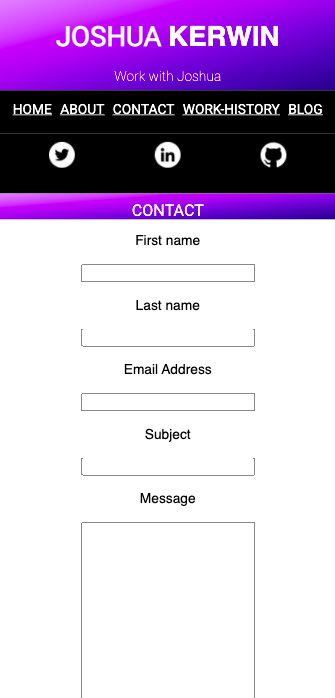 JOSHUA KERWIN
Work with Joshua
HOME ABOUT CONTACT WORK-HISTORY BLOG
in
CONTACT
First name
Last name
Email Address
Subject
Message